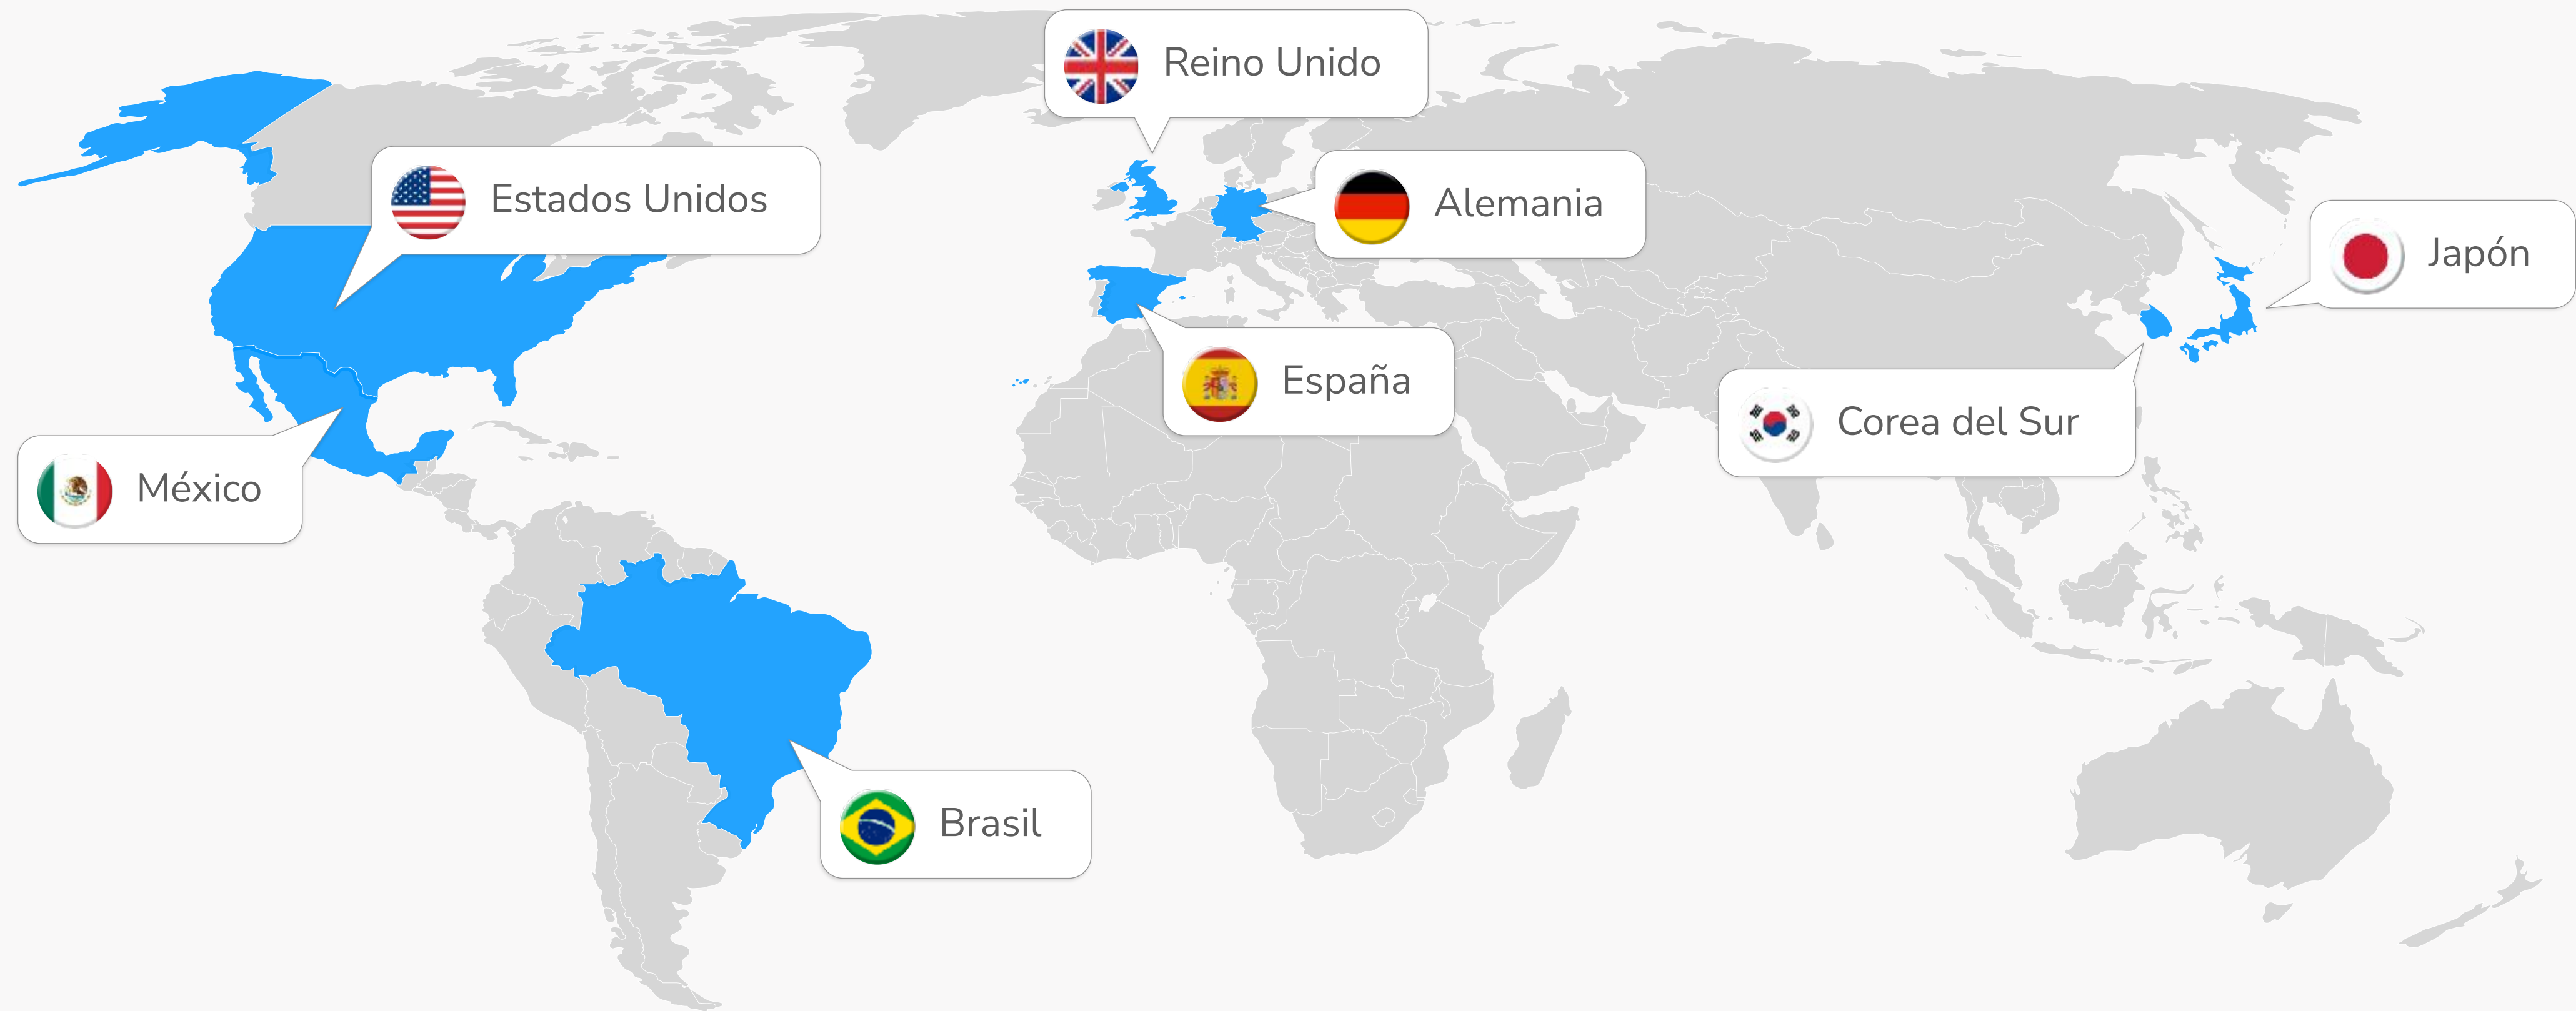 Reino Unido
Estados Unidos
Alemania
Japón
España
Corea del Sur
México
Brasil